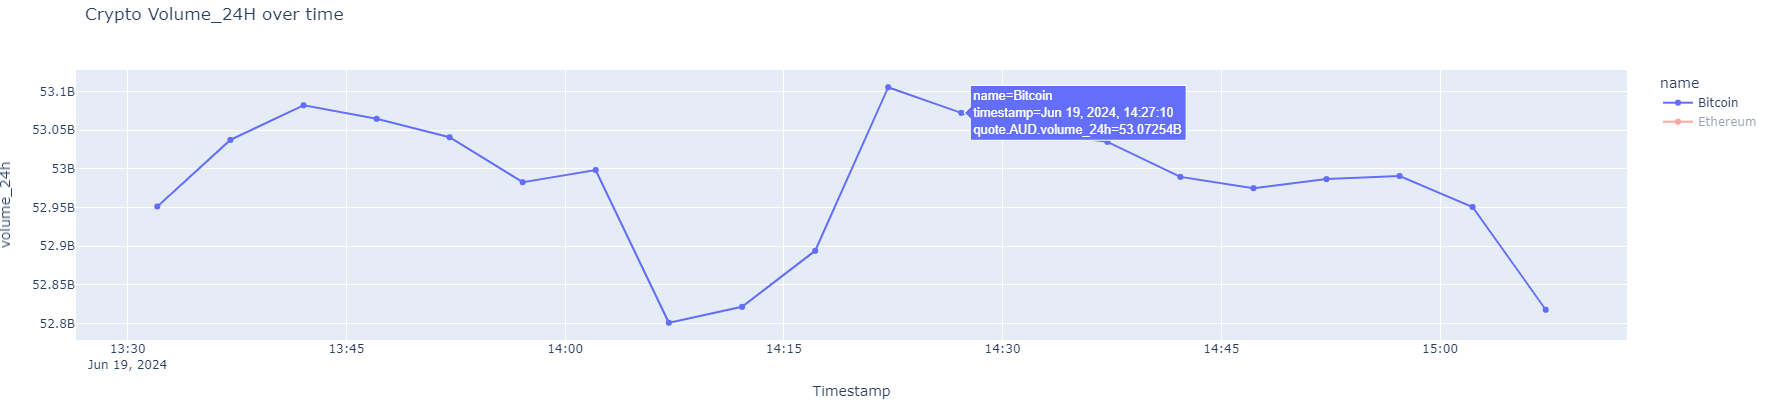 Crypto Volume_24H over time
volume_24h
53.1B
53.05B
53B
52.95B
52.9B
52.85B
52.8B
name=Bitcoin
timestamp=Jun 19, 2024, 14:27:10
quote.AUD.volume_24h=53.07254B
name
Bitcoin
Ethereum
13:30
Jun 19, 2024
13:45
14:00
14:15
14:30
14:45
15:00
Timestamp